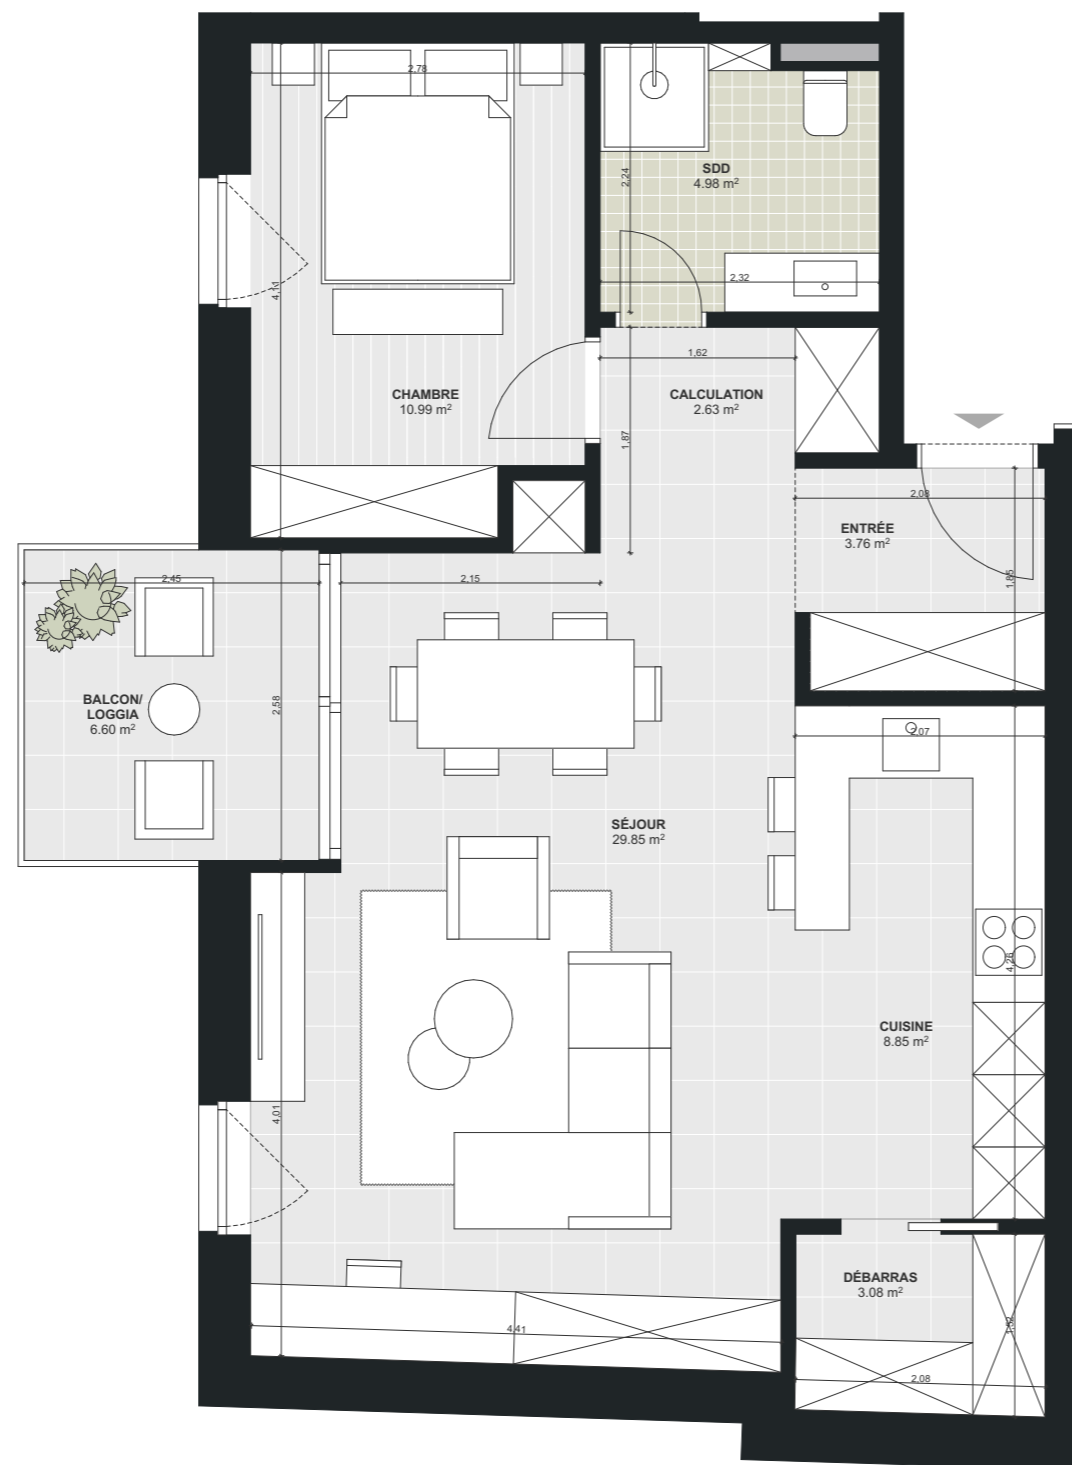 2,78
SDD
4.98 m²
2,24
2,32
4,11
1,62
CHAMBRE
10.99 m²
CALCULATION
2.63 m²
1,87
2,08
ENTRÉE
3.76 m²
1,85
2,45
2,15
BALCON/
LOGGIA
6.60 m²
2,58
2,07
SÉJOUR
29.85 m²
4,26
CUISINE
8.85 m²
4,01
DÉBARRAS
3.08 m²
1,52
4,41
2,08